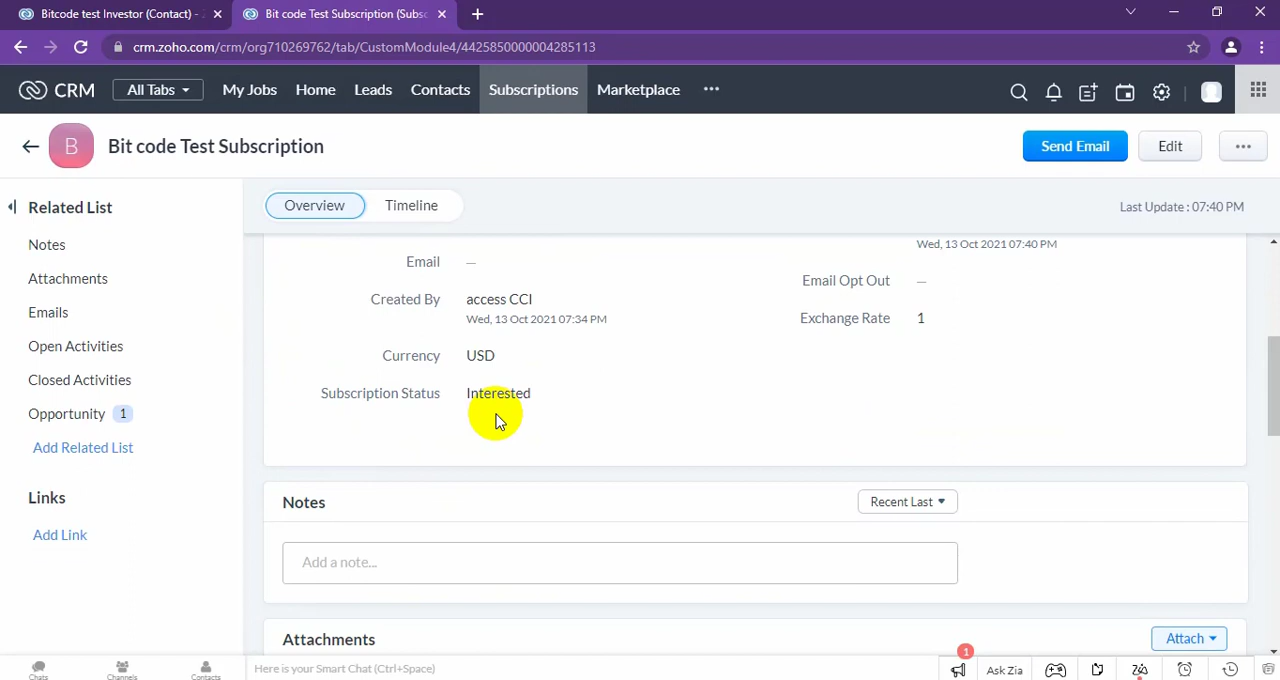 Bitcode test Investor (Contact) -
Bit code Test Subscription (Subsc
crm.zoho.com/crm/org710269762/tab/CustomModule4/4425850000004285113
CRM
All Tabs
My Jobs
Home
Leads
Contacts
Subscriptions
Marketplace
B
Bit code Test Subscription
Send Email
Edit
Related List
Overview
Timeline
Last Update : 07:40 PM
Notes
Attachments
Emails
Open Activities
Closed Activities
Opportunity 1
Add Related List
Links
Add Link
Wed, 13 Oct 2021 07:40 PM
Email —
Email Opt Out —
Created By access CCI
Wed, 13 Oct 2021 07:34 PM
Exchange Rate 1
Currency USD
Subscription Status Interested
Notes
Recent Last
Add a note...
Attachments
Attach
Chats
Channels
Contacts
Here is your Smart Chat (Ctrl+Space)
1
Ask Zia